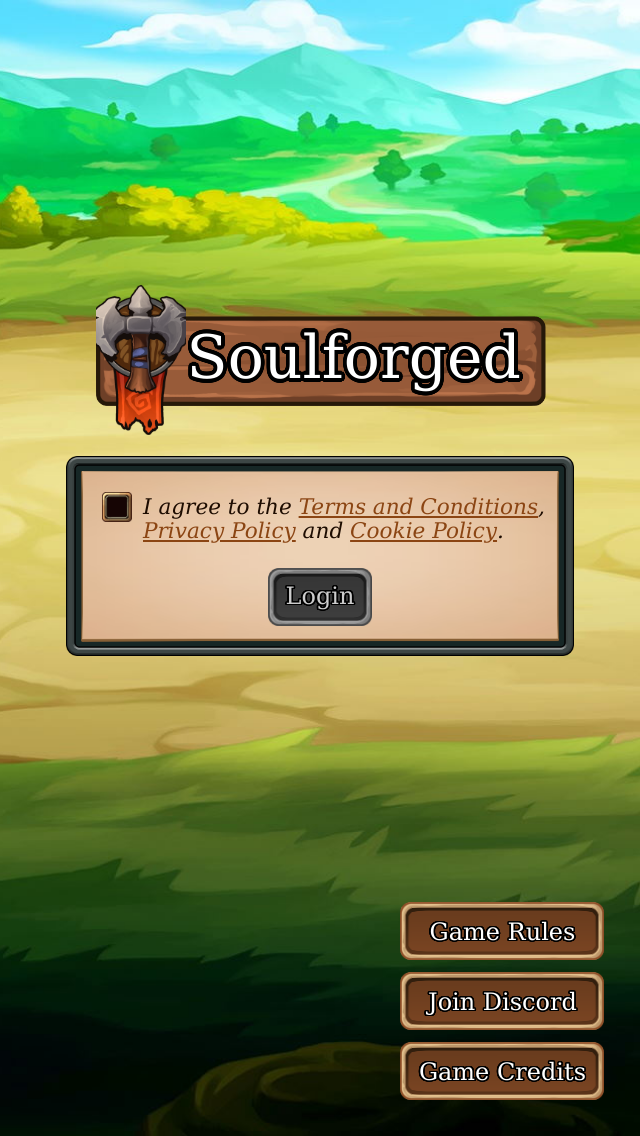 Soulforged
I agree to the Terms and Conditions,
Privacy Policy and Cookie Policy.
Login
Game Rules
Join Discord
Game Credits